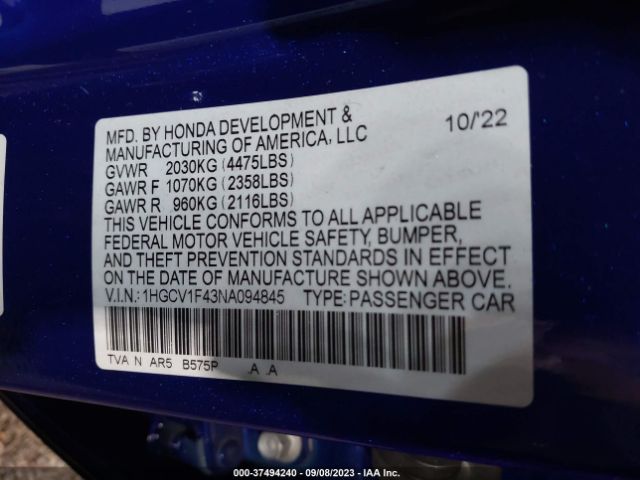 MFD. BY HONDA DEVELOPMENT & 10/'22
MANUFACTURING OF AMERICA, LLC
GVWR 2030KG (4475LBS)
GAWR F 1070KG (2358LBS)
GAWR R 960KG (2116LBS)
THIS VEHICLE CONFORMS TO ALL APPLICABLE
FEDERAL MOTOR VEHICLE SAFETY, BUMPER,
AND THEFT PREVENTION STANDARDS IN EFFECT
ON THE DATE OF MANUFACTURE SHOWN ABOVE.
V.I.N.: 1HGCV1F43NA094845 TYPE: PASSENGER CAR
TVA N AR5 B575P .A .A
000-37494240 - 09/08/2023 - IAA Inc.